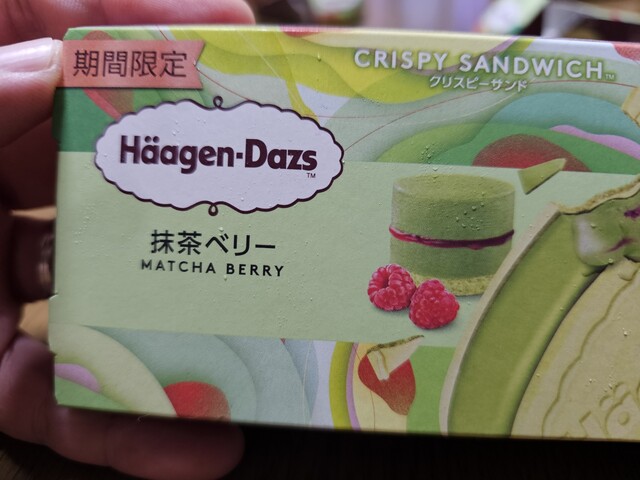 期間限定
CRISPY SANDWICH™
クリスピーサンド
Häagen-Dazs™
抹茶ベリー
MATCHA BERRY